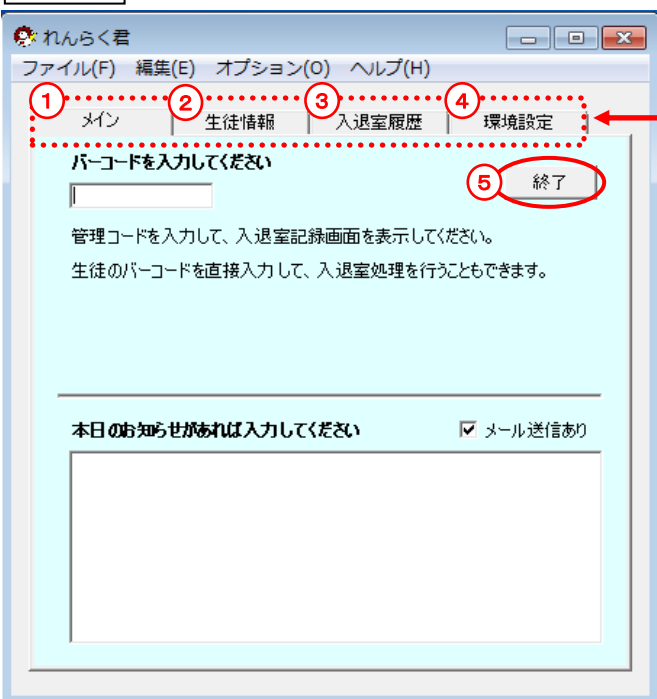 れんらく君
ファイル(F) 編集(E) オプション(O) ヘルプ(H)
① ② ③ ④
メイン 生徒情報 入退室履歴 環境設定
バーコードを入力してください
⑤ 終了
管理コードを入力して、入退室記録画面を表示してください。
生徒のバーコードを直接入力して、入退室処理を行うこともできます。
本日のお知らせがあれば入力してください メール送信あり